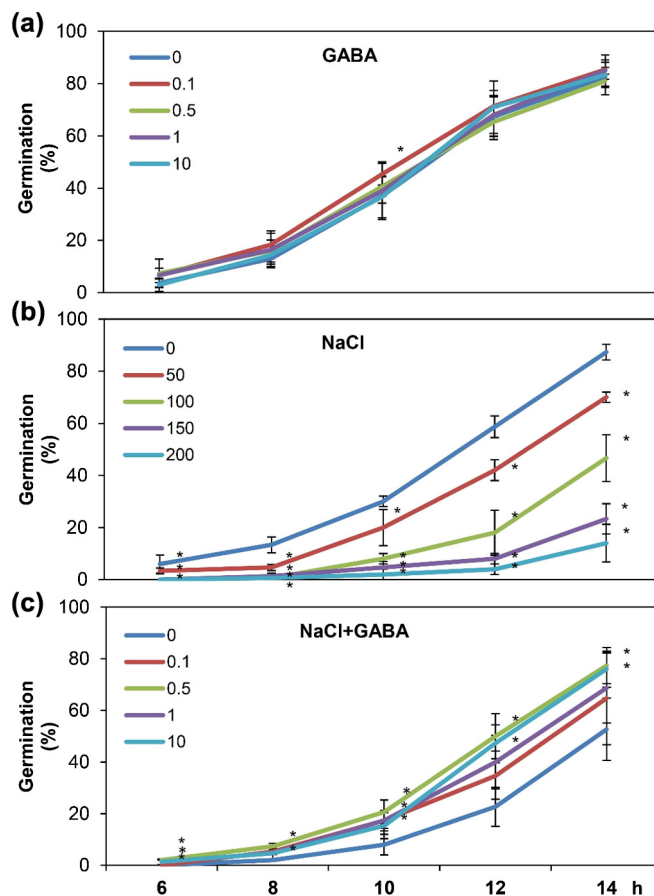 (a)
GABA
Germination
(%)
100
80
60
40
20
0
0
0.1
0.5
1
10
*
(b)
NaCl
Germination
(%)
100
80
60
40
20
0
0
50
100
150
200
* * *
* * * *
* * * *
* * * *
* * * *
(c)
NaCl+GABA
Germination
(%)
100
80
60
40
20
0
0
0.1
0.5
1
10
* * *
* *
* * *
* *
* *
6 8 10 12 14 h